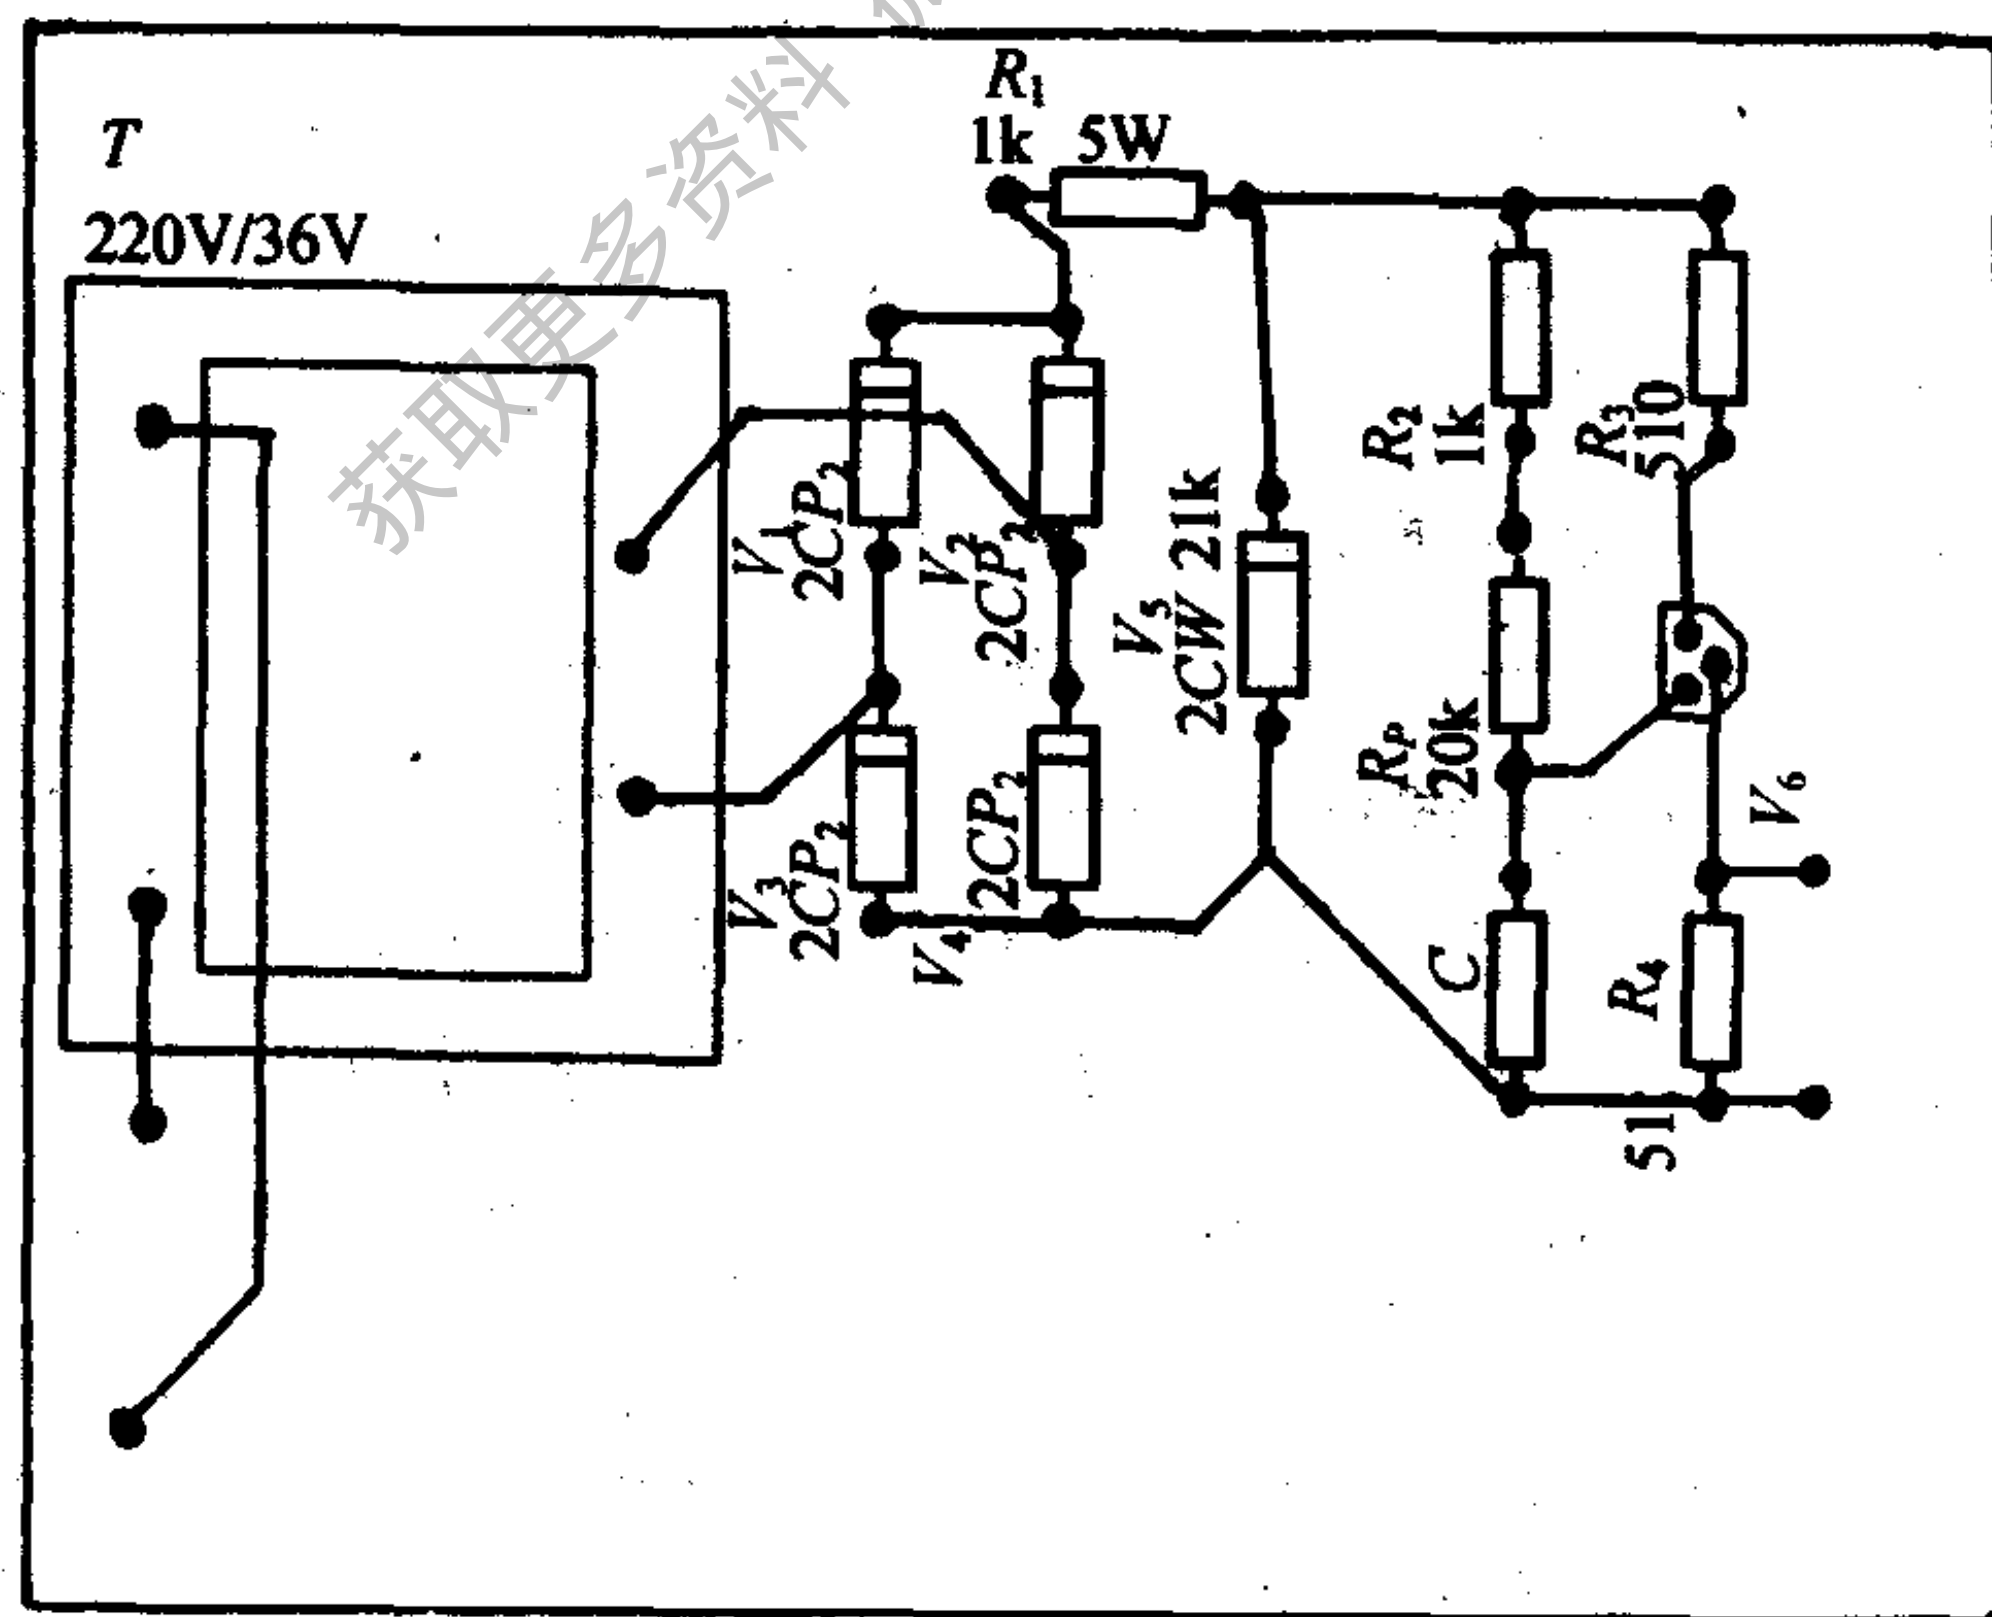 T
220V/36V
R₁
1k 5W
V₁
2CP₂
V₂
2CP₂
V₃
2CP₂
V₄
2CP₂
V₅
2CW 21k
R₂
1k
R₃
510
Rₚ
20k
C
R₄
51
V₆
获取更多资料